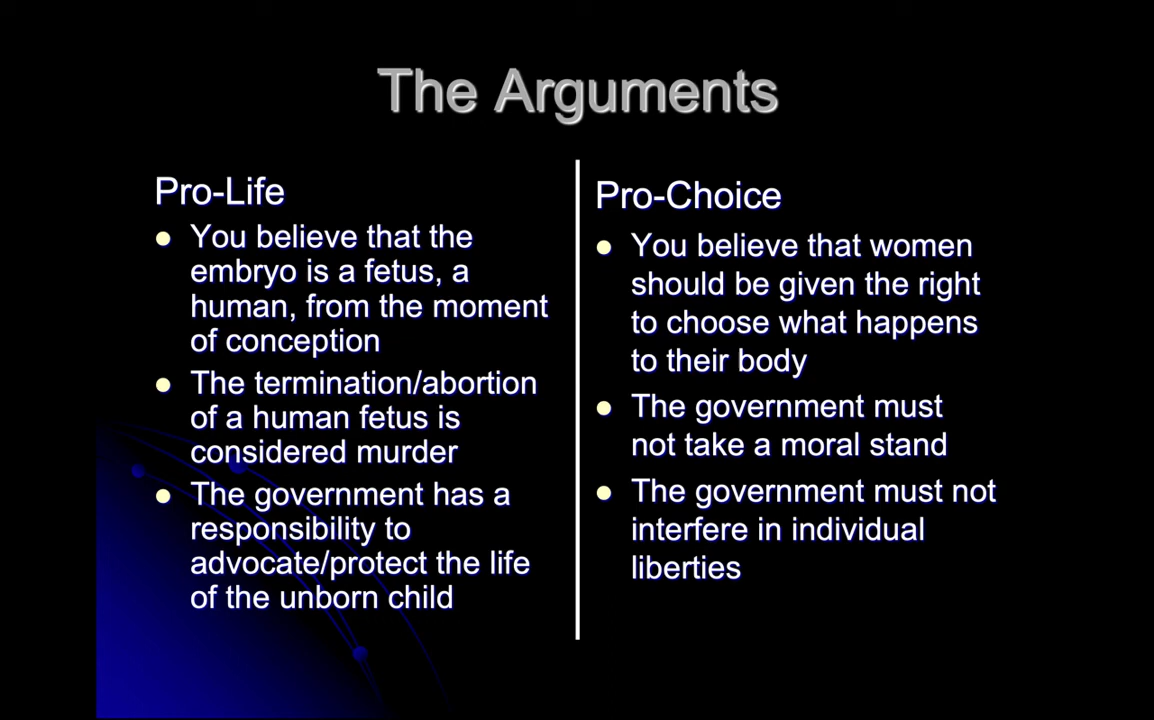 The Arguments
Pro-Life
● You believe that the
embryo is a fetus, a
human, from the moment
of conception
● The termination/abortion
of a human fetus is
considered murder
● The government has a
responsibility to
advocate/protect the life
of the unborn child
Pro-Choice
● You believe that women
should be given the right
to choose what happens
to their body
● The government must
not take a moral stand
● The government must not
interfere in individual
liberties